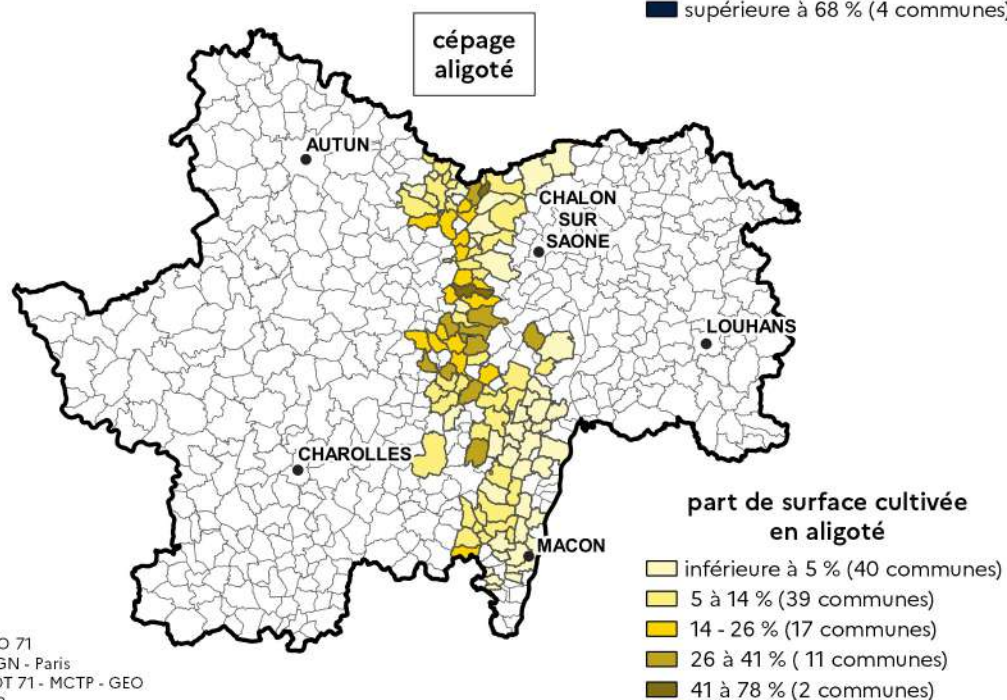 supérieure à 68 % (4 communes)
cépage
aligoté
AUTUN
CHALON
SUR
SAONE
LOUHANS
CHAROLLES
MACON
part de surface cultivée
en aligoté
inférieure à 5 % (40 communes)
5 à 14 % (39 communes)
14 - 26 % (17 communes)
26 à 41 % ( 11 communes)
41 à 78 % (2 communes)
O 71
GN - Paris
OT 71 - MCTP - GEO